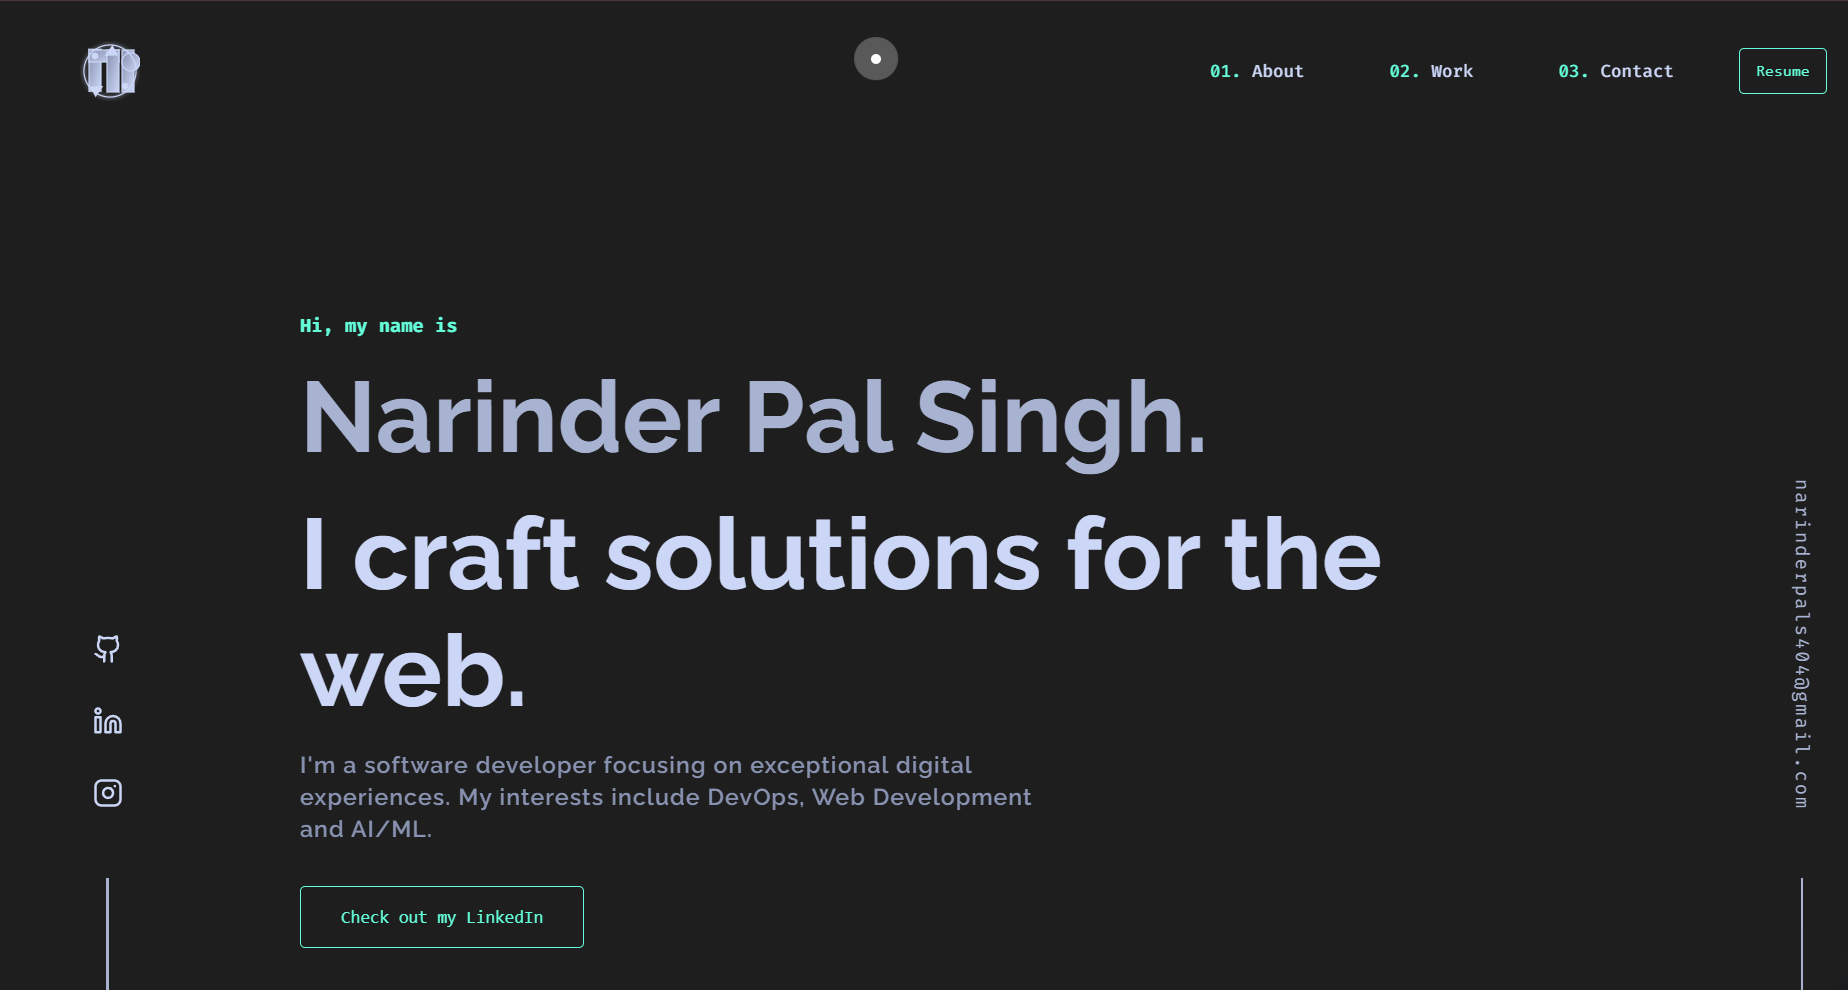 01. About
02. Work
03. Contact
Resume
Hi, my name is
Narinder Pal Singh.
I craft solutions for the
web.
I'm a software developer focusing on exceptional digital
experiences. My interests include DevOps, Web Development
and AI/ML.
Check out my LinkedIn
narinderpals404@gmail.com